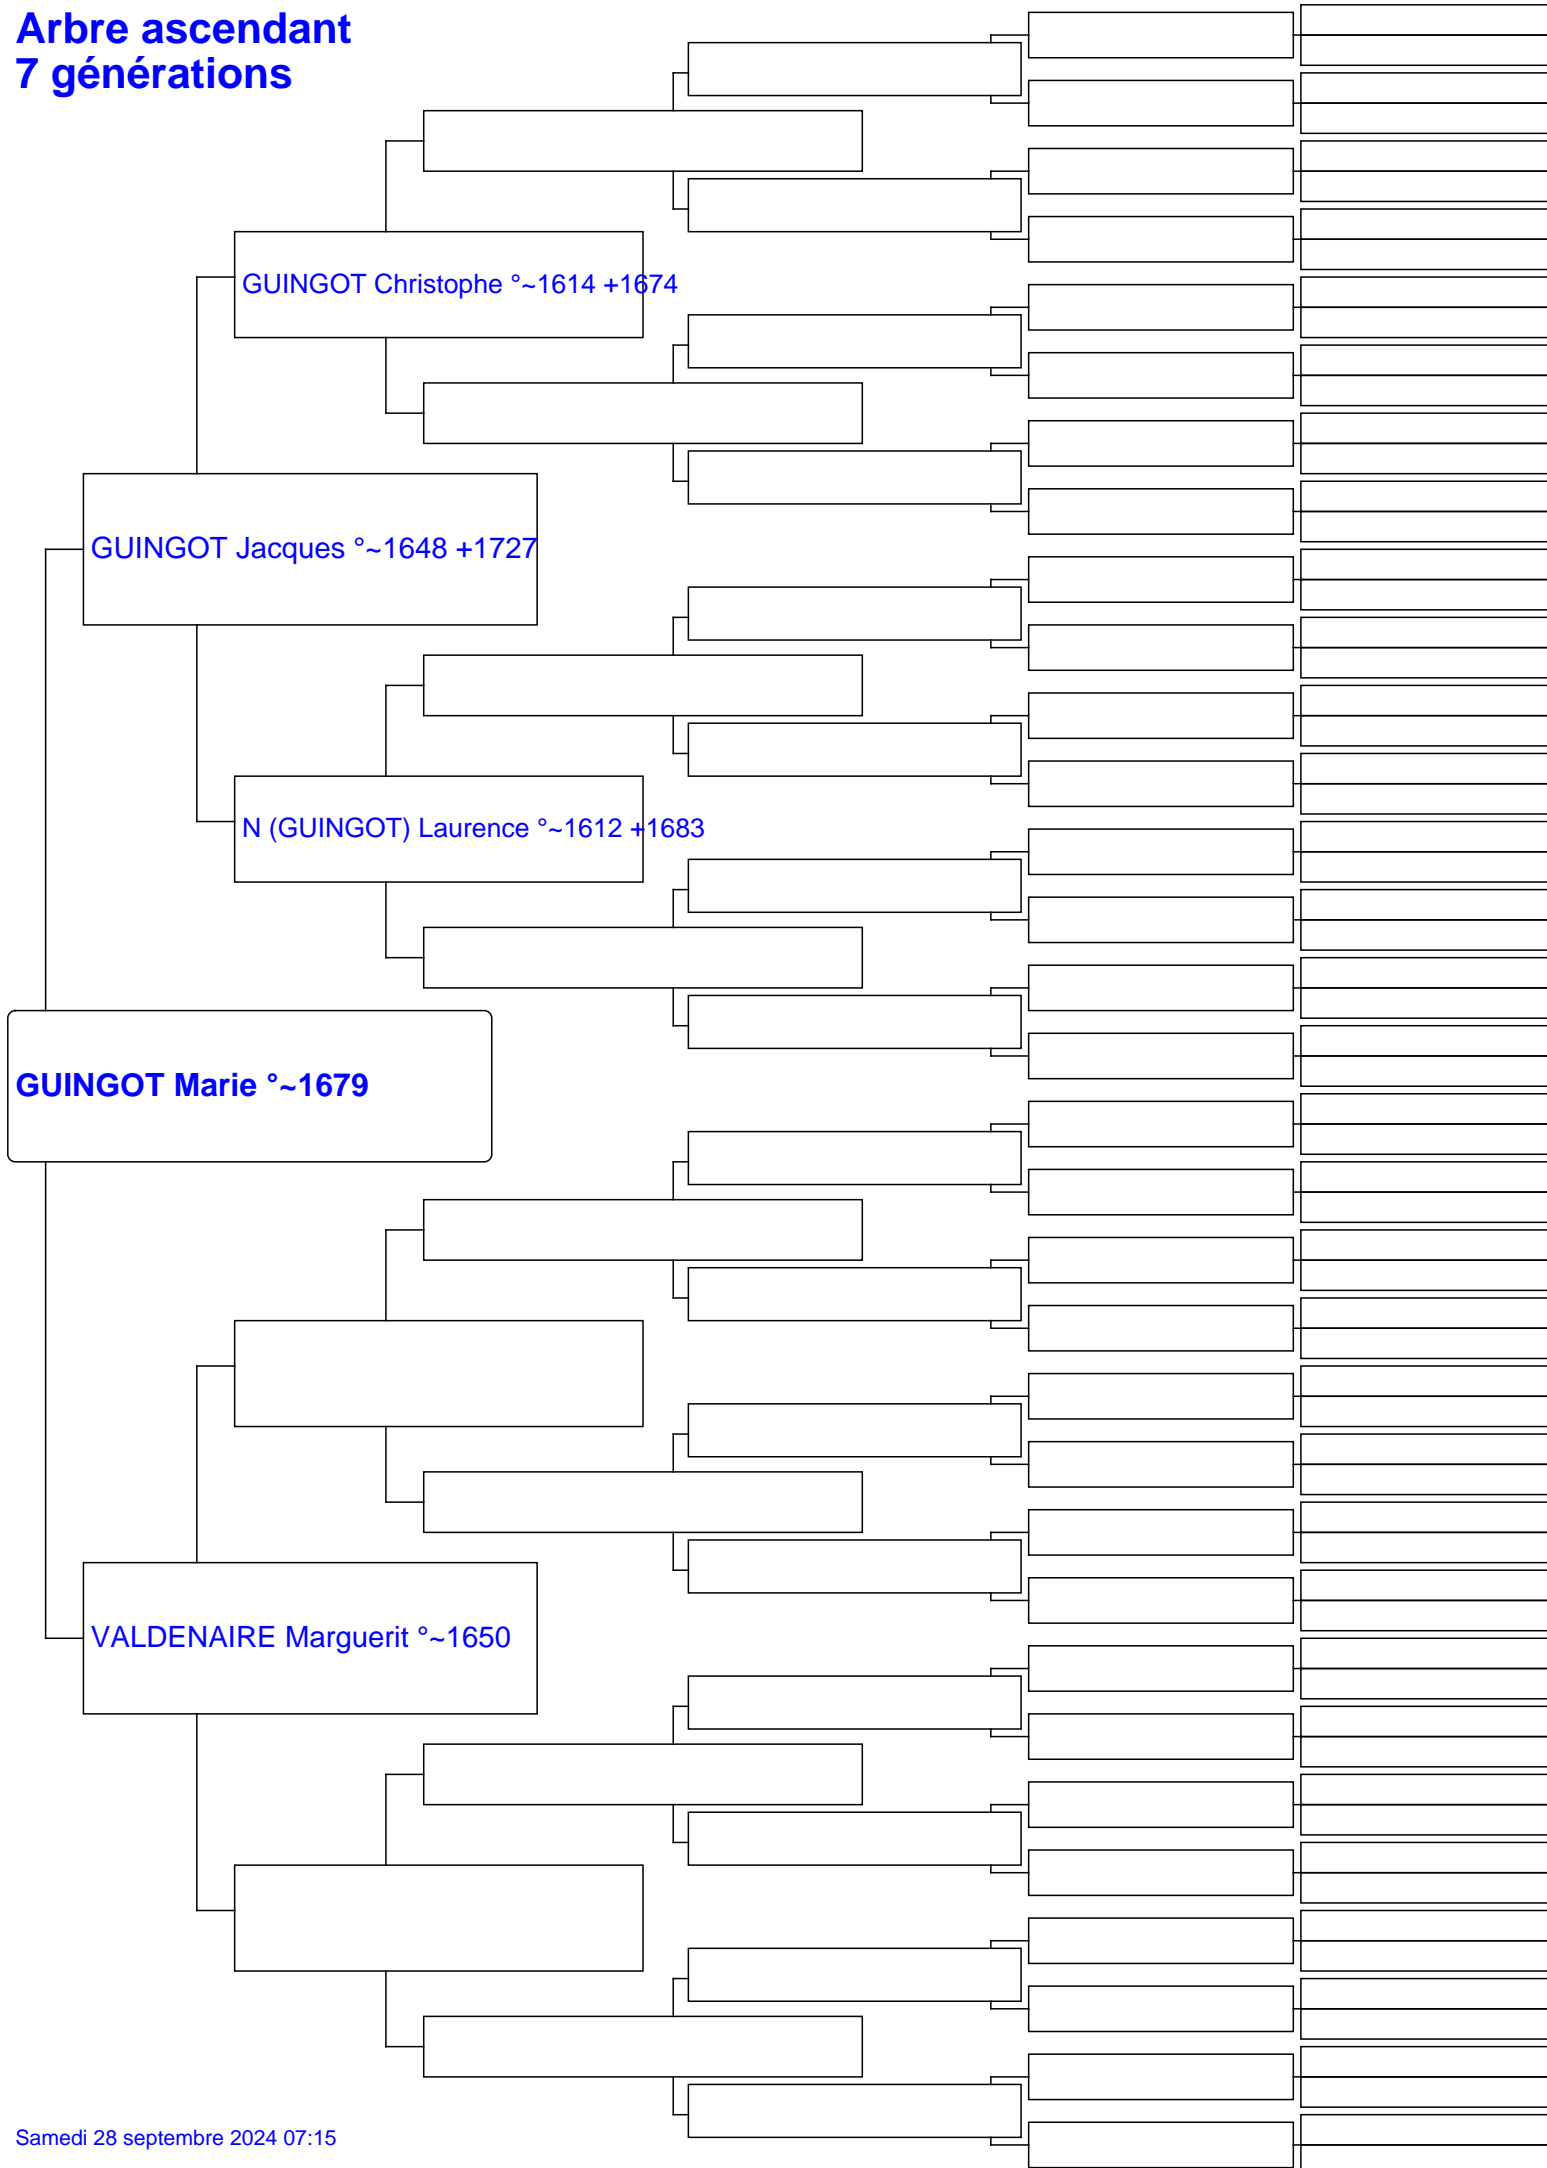 Arbre ascendant
7 générations
GUINGOT Christophe °~1614 +1674
GUINGOT Jacques °~1648 +1727
N (GUINGOT) Laurence °~1612 +1683
GUINGOT Marie °~1679
VALDENAIRE Marguerit °~1650
Samedi 28 septembre 2024 07:15